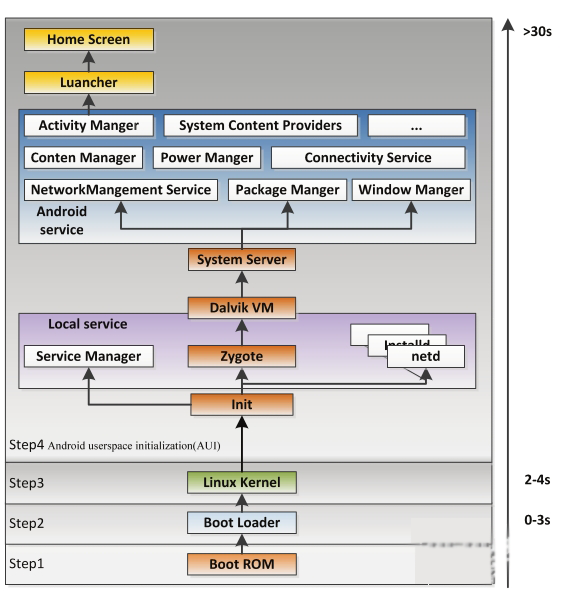 Home Screen
>30s
Luancher
Activity Manger
System Content Providers
...
Conten Manager
Power Manger
Connectivity Service
NetworkMangement Service
Package Manger
Window Manger
Android
service
System Server
Dalvik VM
Local service
Service Manager
Zygote
Installd
netd
Init
Step4 Android userspace initialization(AUI)
Step3
Linux Kernel
2-4s
Step2
Boot Loader
0-3s
Step1
Boot ROM